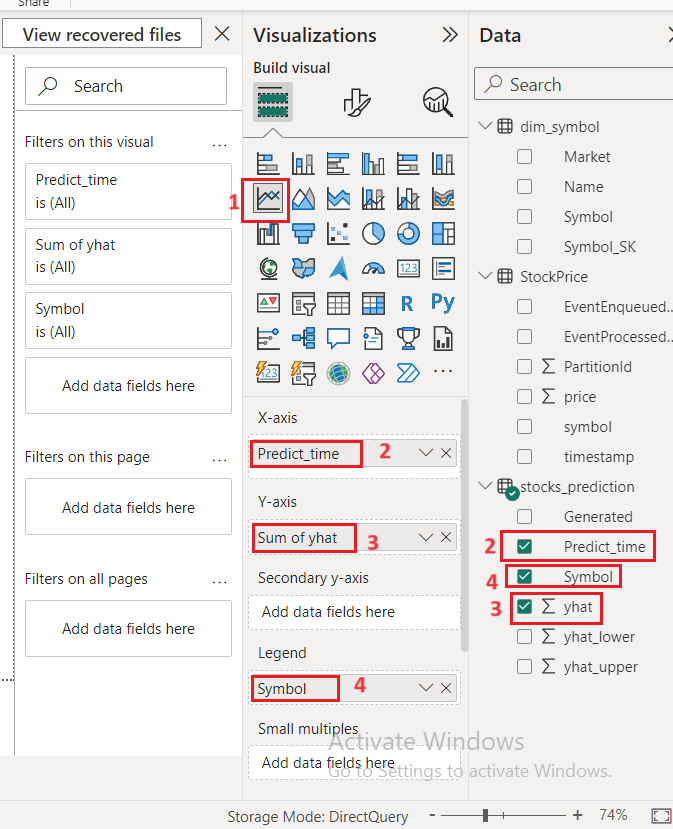 Share
View recovered files
Search
Filters on this visual
...
Predict_time
is (All)
Sum of yhat
is (All)
Symbol
is (All)
Add data fields here
Filters on this page
...
Add data fields here
Filters on all pages
...
Add data fields here
Visualizations
Build visual
1
123
R
Py
123
...
X-axis
Predict_time
2
Y-axis
Sum of yhat
3
Secondary y-axis
Add data fields here
Legend
Symbol
4
Small multiples
Add data fields here
Data
Search
dim_symbol
Market
Name
Symbol
Symbol_SK
StockPrice
EventEnqueued...
EventProcessed...
PartitionId
price
symbol
timestamp
stocks_prediction
Generated
2
Predict_time
4
Symbol
3
yhat
yhat_lower
yhat_upper
Activate Windows
Go to Settings to activate Windows.
Storage Mode: DirectQuery
- + 74%